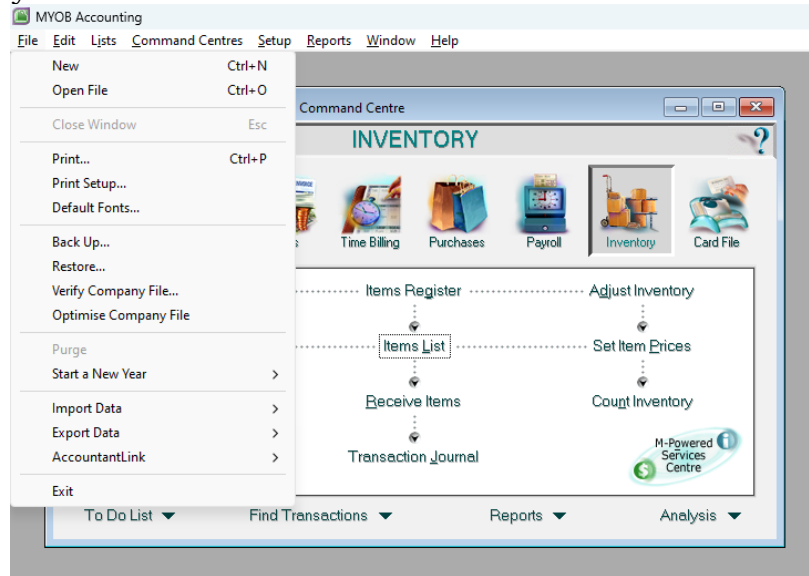 MYOB Accounting
File Edit Lists Command Centres Setup Reports Window Help
New Ctrl+N
Open File Ctrl+O
Close Window Esc
Print... Ctrl+P
Print Setup...
Default Fonts...
Back Up...
Restore...
Verify Company File...
Optimise Company File
Purge
Start a New Year
Import Data
Export Data
AccountantLink
Exit
Command Centre
INVENTORY
Time Billing Purchases Payroll Inventory Card File
Items Register Adjust Inventory
Items List Set Item Prices
Receive Items Count Inventory
Transaction Journal
M-Powered
Services
Centre
To Do List Find Transactions Reports Analysis